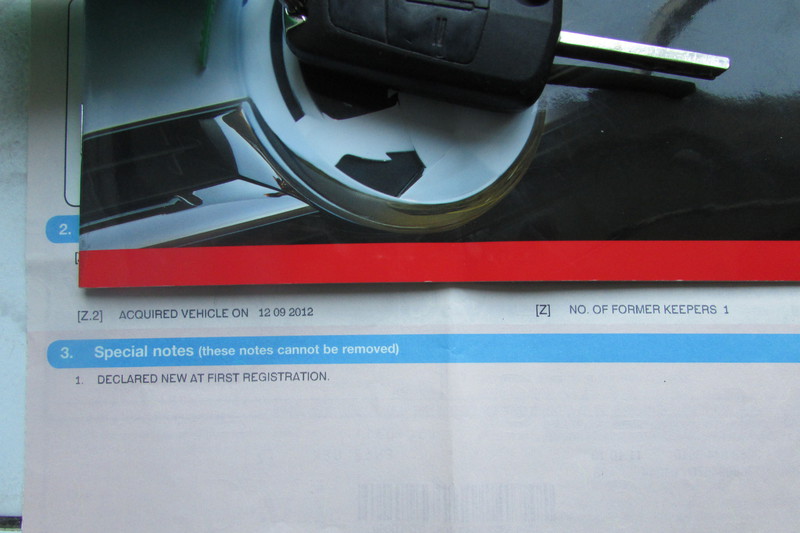 2.
[Z.2] ACQUIRED VEHICLE ON 12 09 2012 [Z] NO. OF FORMER KEEPERS 1
3. Special notes (these notes cannot be removed)
1. DECLARED NEW AT FIRST REGISTRATION.